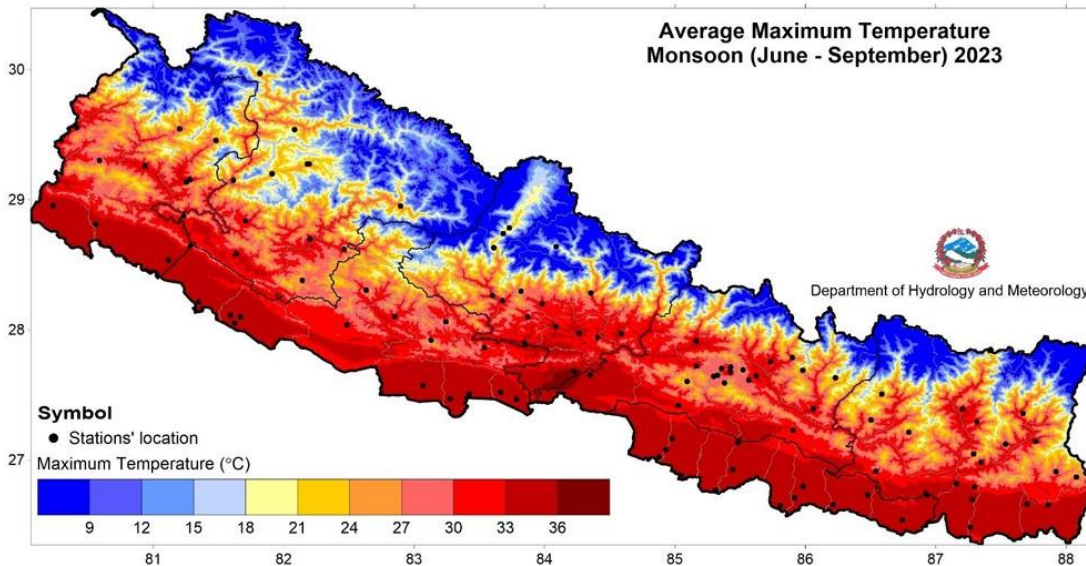 Average Maximum Temperature
Monsoon (June - September) 2023
30
29
28
27
Department of Hydrology and Meteorology
Symbol
Stations' location
Maximum Temperature (°C)
9 12 15 18 21 24 27 30 33 36
81 82 83 84 85 86 87 88